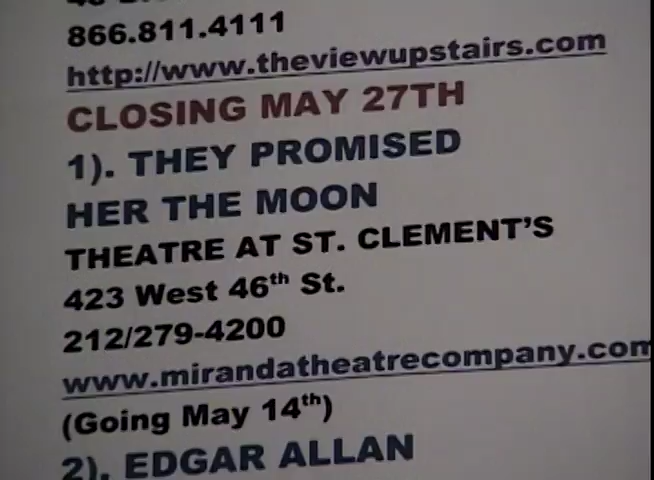 866.811.4111
http://www.theviewupstairs.com
CLOSING MAY 27TH
1). THEY PROMISED
HER THE MOON
THEATRE AT ST. CLEMENT'S
423 West 46th St.
212/279-4200
www.mirandatheatrecompany.com
(Going May 14th)
2). EDGAR ALLAN